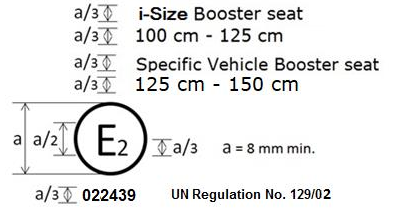 a/3 i-Size Booster seat
a/3 100 cm - 125 cm
a/3 Specific Vehicle Booster seat
a/3 125 cm - 150 cm
a a/2 E2 a/3 a = 8 mm min.
a/3 022439 UN Regulation No. 129/02